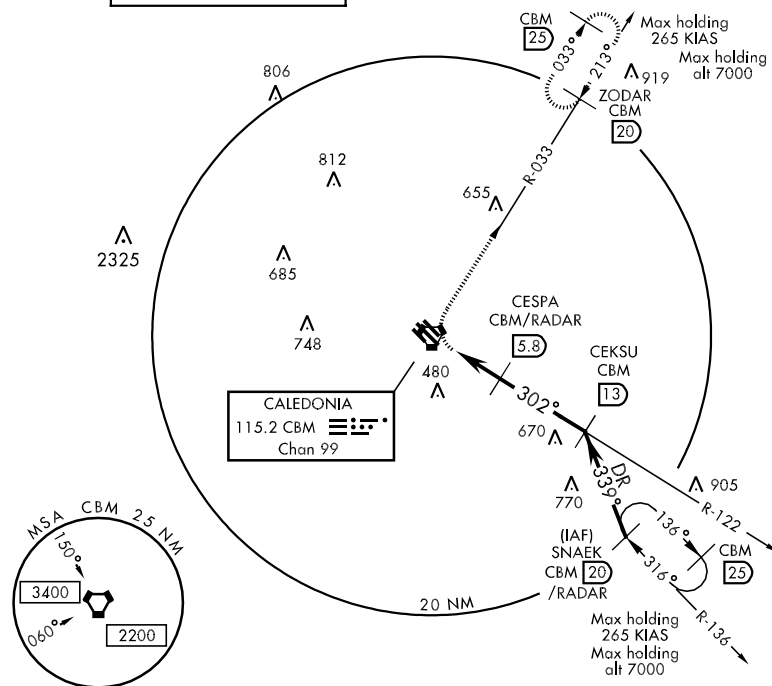 CBM
25
033°
213°
Max holding
265 KIAS
Max holding
alt 7000
919
ZODAR
CBM
20
806
812
R-033
655
2325
685
748
CESPA
CBM/RADAR
5.8
CEKSU
CBM
13
480
302°
CALEDONIA
115.2 CBM
Chan 99
670
DR
339°
770
905
R-122
136°
(IAF)
SNAEK
CBM 20
/RADAR
316°
CBM
25
R-136
Max holding
265 KIAS
Max holding
alt 7000
20 NM
MSA CBM 25 NM
150°
3400
060°
2200